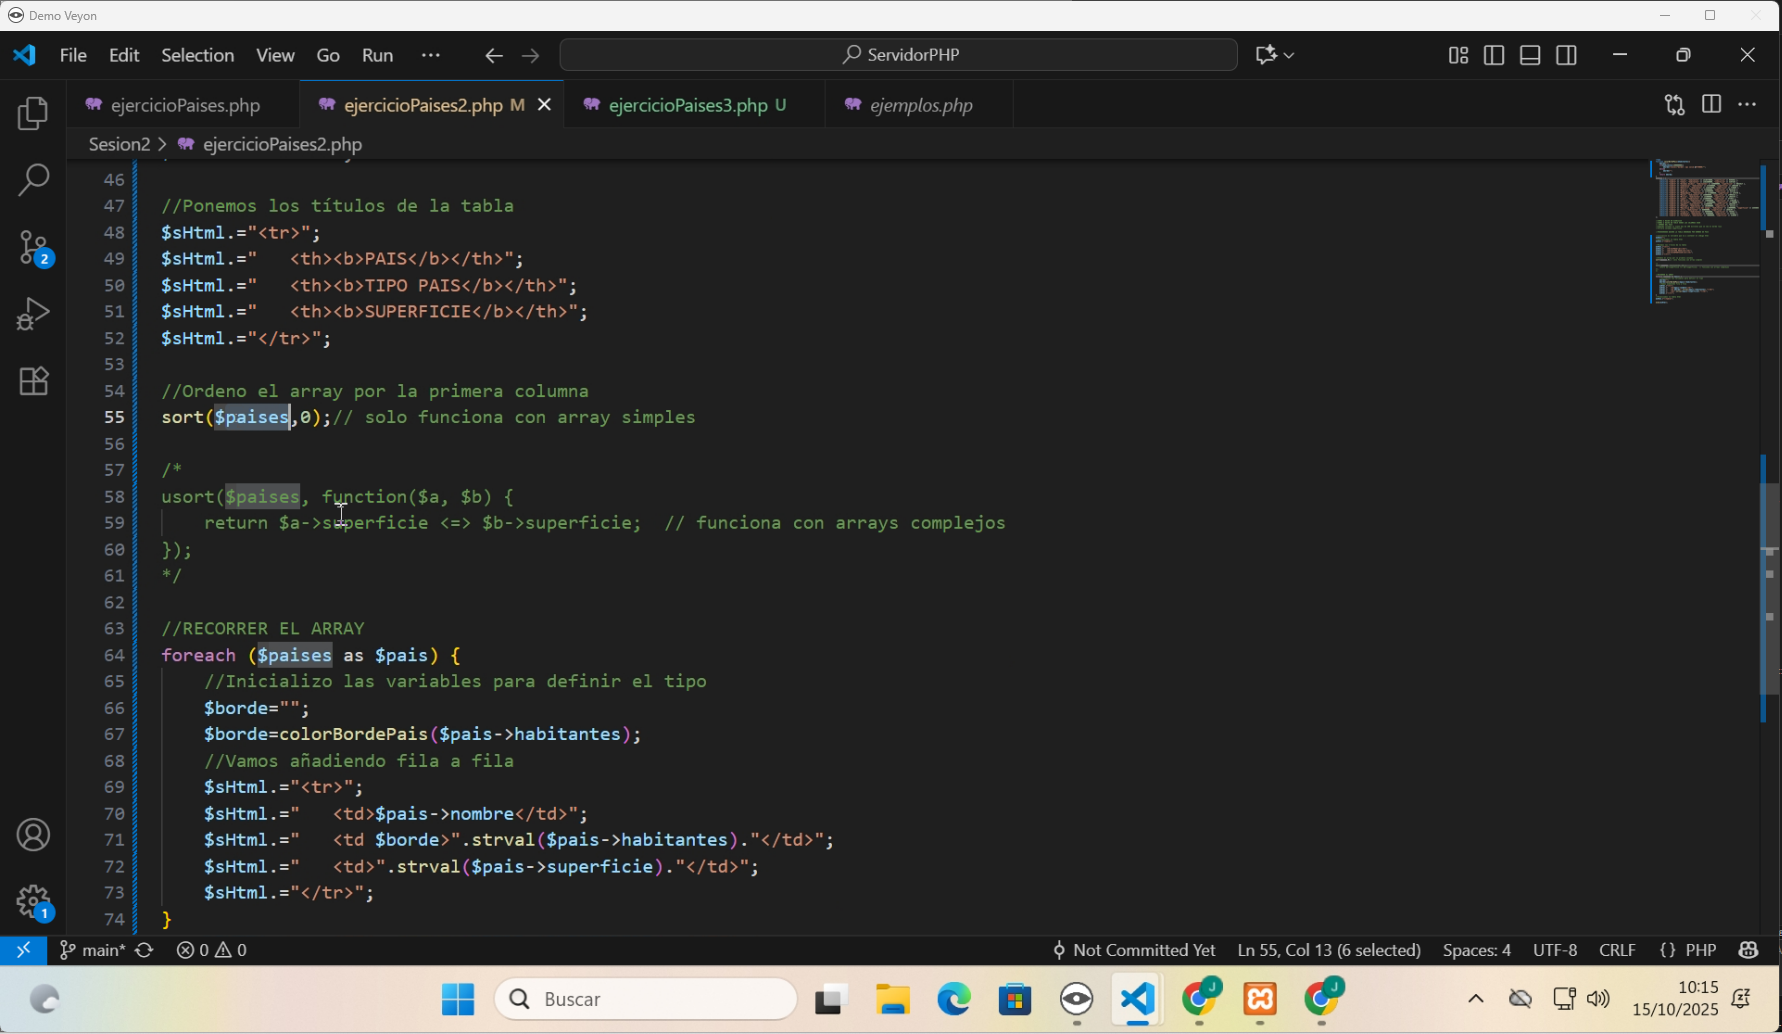 Demo Veyon
File Edit Selection View Go Run ··· ServidorPHP
ejercicioPaises.php ejercicioPaises2.php M ejercicioPaises3.php U ejemplos.php
Sesion2 > ejercicioPaises2.php
46
47 //Ponemos los títulos de la tabla
48 $sHtml.="<tr>";
49 $sHtml.="   <th><b>PAIS</b></th>";
50 $sHtml.="   <th><b>TIPO PAIS</b></th>";
51 $sHtml.="   <th><b>SUPERFICIE</b></th>";
52 $sHtml.="</tr>";
53
54 //Ordeno el array por la primera columna
55 sort($paises,0);// solo funciona con array simples
56
57 /*
58 usort($paises, function($a, $b) {
59     return $a->superficie <=> $b->superficie;  // funciona con arrays complejos
60 });
61 */
62
63 //RECORRER EL ARRAY
64 foreach ($paises as $pais) {
65     //Inicializo las variables para definir el tipo
66     $borde="";
67     $borde=colorBordePais($pais->habitantes);
68     //Vamos añadiendo fila a fila
69     $sHtml.="<tr>";
70     $sHtml.="   <td>$pais->nombre</td>";
71     $sHtml.="   <td $borde>".strval($pais->habitantes)."</td>";
72     $sHtml.="   <td>".strval($pais->superficie)."</td>";
73     $sHtml.="</tr>";
74 }
2
1
main* 0 0 Not Committed Yet Ln 55, Col 13 (6 selected) Spaces: 4 UTF-8 CRLF {} PHP
Buscar
J
J
10:15
15/10/2025